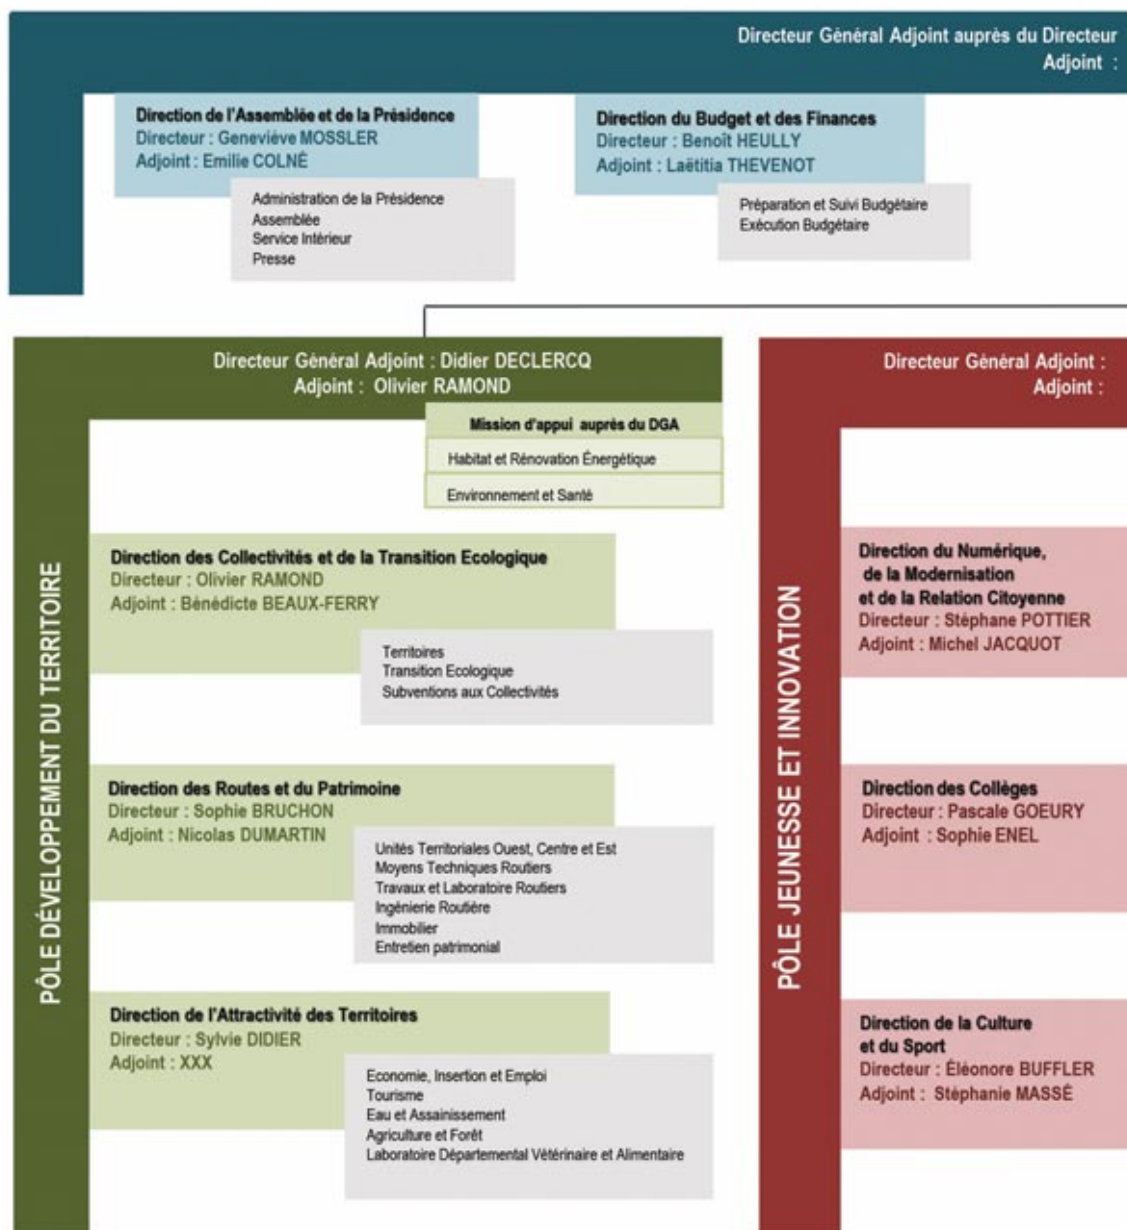 Directeur Général Adjoint auprès du Directeur
Adjoint :
Direction de l'Assemblée et de la Présidence
Directeur : Geneviève MOSSLER
Adjoint : Emilie COLNÉ
Administration de la Présidence
Assemblée
Service Intérieur
Presse
Direction du Budget et des Finances
Directeur : Benoît HEULLY
Adjoint : Laëtitia THEVENOT
Préparation et Suivi Budgétaire
Exécution Budgétaire
PÔLE DÉVELOPPEMENT DU TERRITOIRE
Directeur Général Adjoint : Didier DECLERCQ
Adjoint : Olivier RAMOND
Mission d'appui auprès du DGA
Habitat et Rénovation Énergétique
Environnement et Santé
Direction des Collectivités et de la Transition Ecologique
Directeur : Olivier RAMOND
Adjoint : Bénédicte BEAUX-FERRY
Territoires
Transition Ecologique
Subventions aux Collectivités
Direction des Routes et du Patrimoine
Directeur : Sophie BRUCHON
Adjoint : Nicolas DUMARTIN
Unités Territoriales Ouest, Centre et Est
Moyens Techniques Routiers
Travaux et Laboratoire Routiers
Ingénierie Routière
Immobilier
Entretien patrimonial
Direction de l'Attractivité des Territoires
Directeur : Sylvie DIDIER
Adjoint : XXX
Economie, Insertion et Emploi
Tourisme
Eau et Assainissement
Agriculture et Forêt
Laboratoire Départemental Vétérinaire et Alimentaire
PÔLE JEUNESSE ET INNOVATION
Directeur Général Adjoint :
Adjoint :
Direction du Numérique,
de la Modernisation
et de la Relation Citoyenne
Directeur : Stéphane POTTIER
Adjoint : Michel JACQUOT
Direction des Collèges
Directeur : Pascale GOEURY
Adjoint : Sophie ENEL
Direction de la Culture
et du Sport
Directeur : Éléonore BUFFLER
Adjoint : Stéphanie MASSÉ